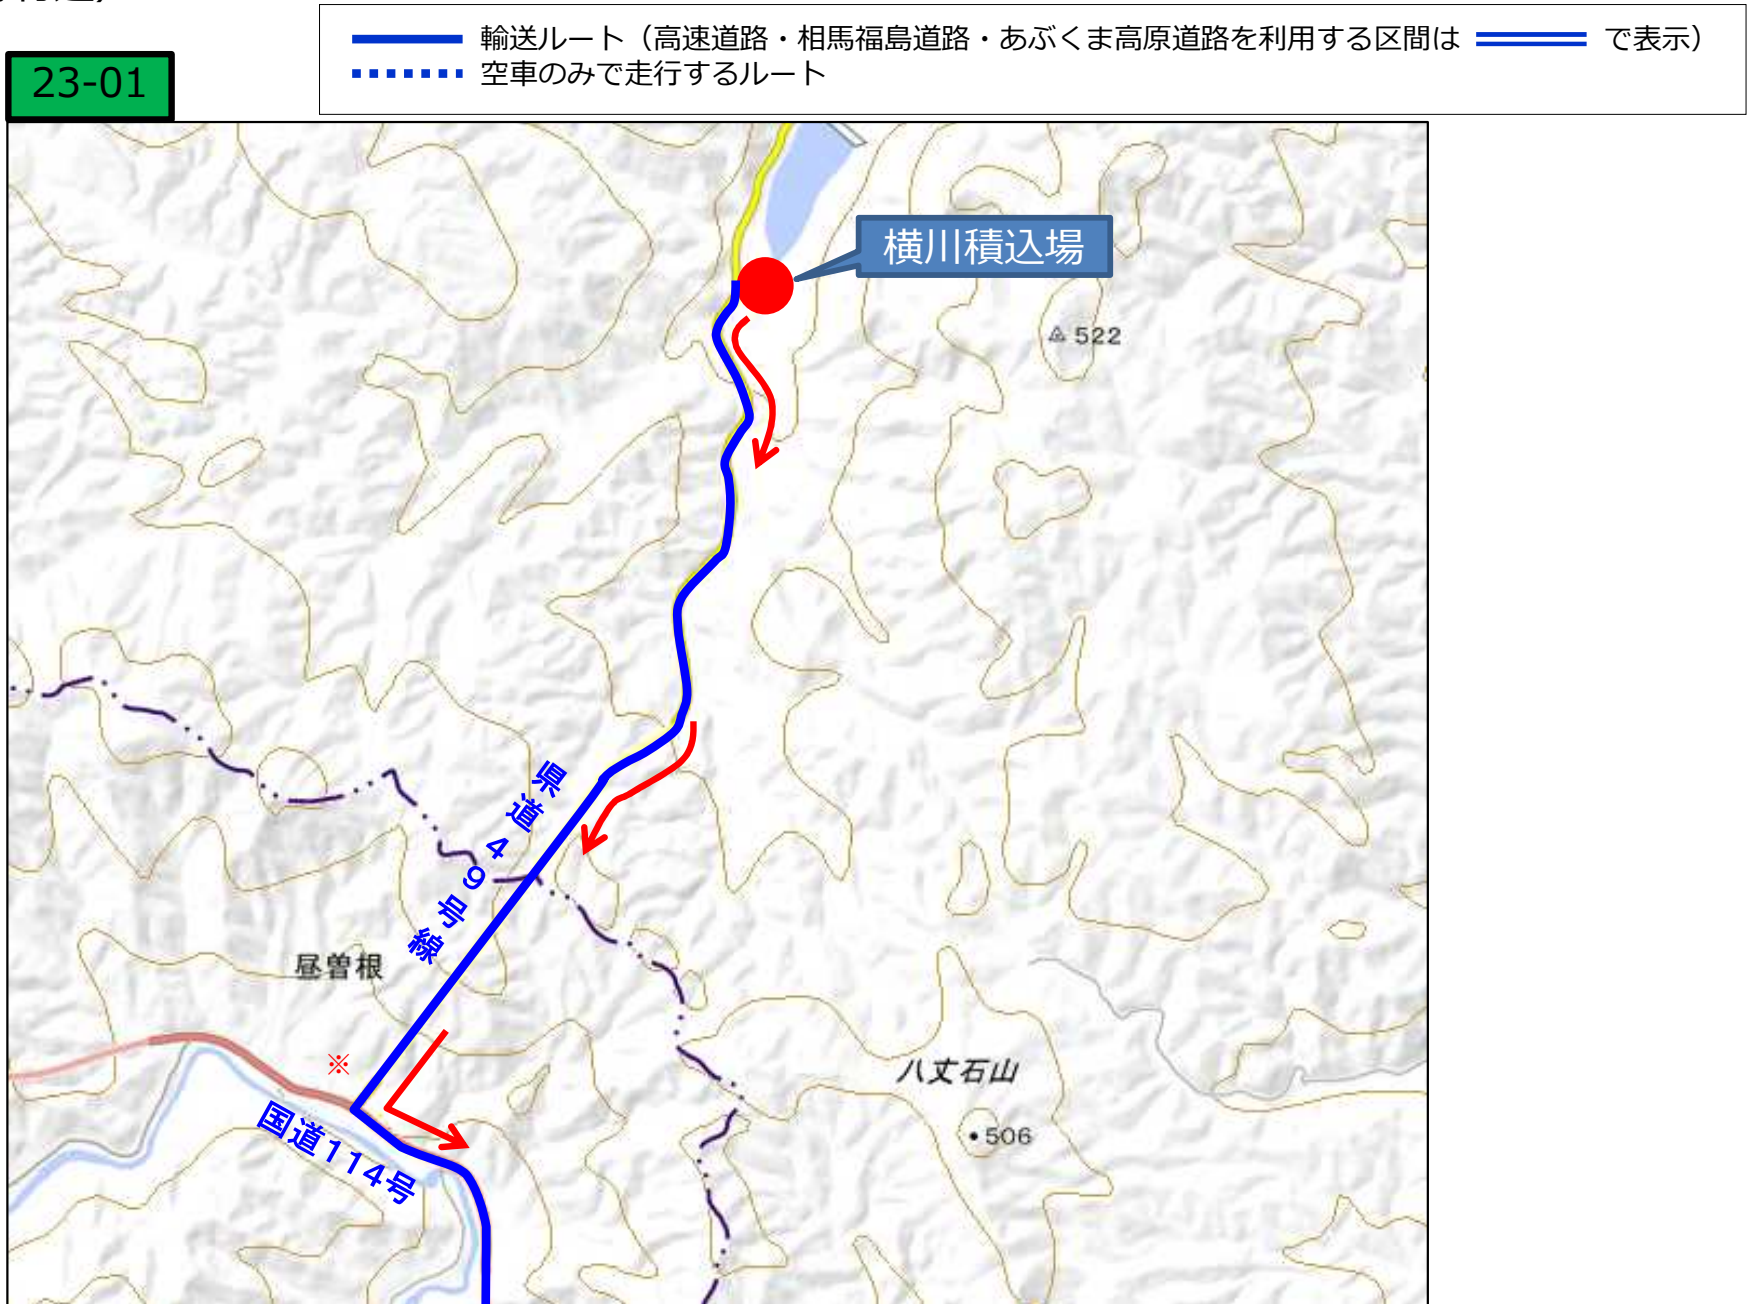 輸送ルート（高速道路・相馬福島道路・あぶくま高原道路を利用する区間は で表示）
空車のみで走行するルート
23-01
横川積込場
522
県道４９号線
昼曽根
※
八丈石山
506
国道114号